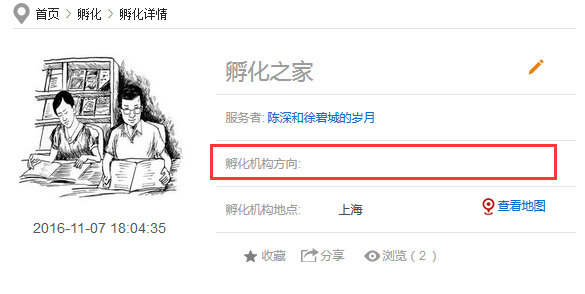 首页 > 孵化 > 孵化详情
孵化之家
服务者: 陈深和徐碧城的岁月
孵化机构方向:
孵化机构地点: 上海 查看地图
2016-11-07 18:04:35
收藏 分享 浏览 ( 2 )